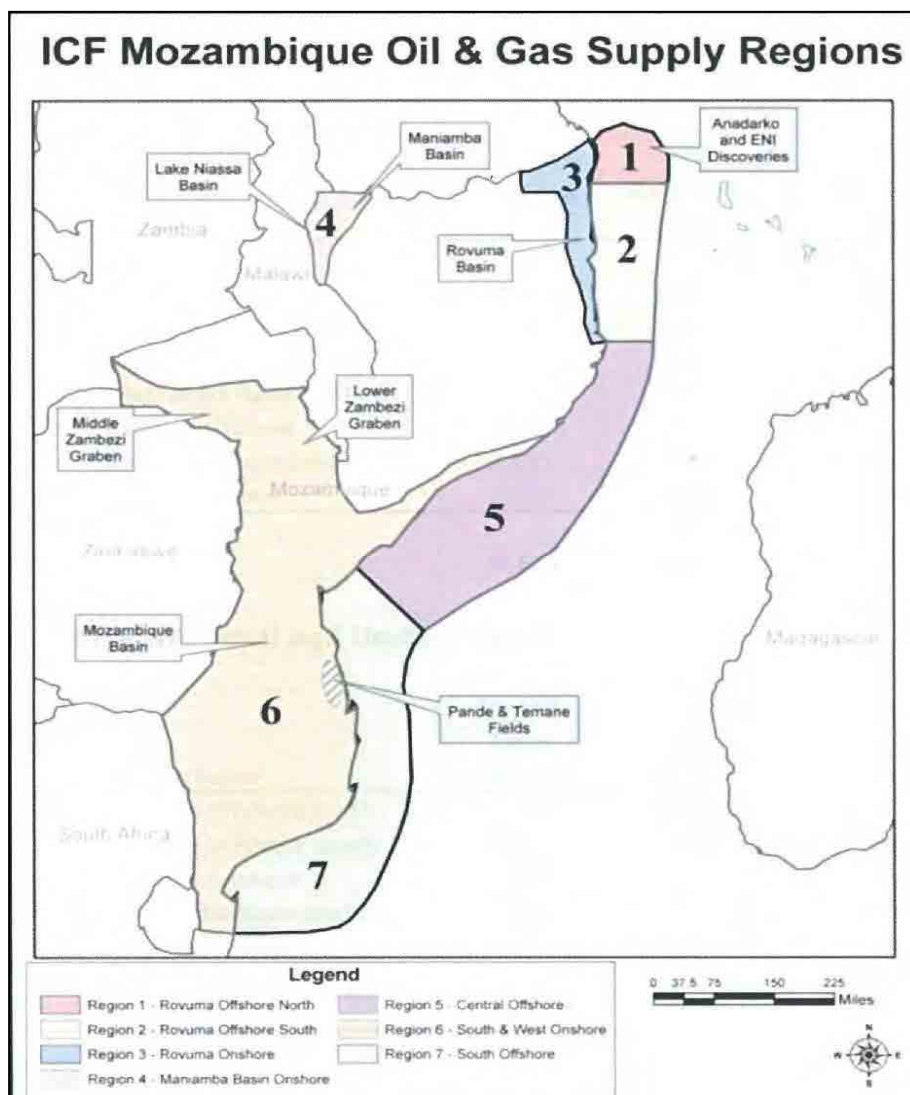 ICF Mozambique Oil & Gas Supply Regions
Anadarko
and ENI
Discoveries
Maniamba
Basin
Lake Niassa
Basin
1
3
4
Zambia
Malawi
Rovuma
Basin
2
Lower
Zambezi
Graben
Middle
Zambezi
Graben
Mozambique
5
Zimbabwe
Mozambique
Basin
Madagascar
6
Pande & Temane
Fields
South Africa
7
Legend
Region 1 - Rovuma Offshore North
Region 2 - Rovuma Offshore South
Region 3 - Rovuma Onshore
Region 4 - Maniamba Basin Onshore
Region 5 - Central Offshore
Region 6 - South & West Onshore
Region 7 - South Offshore
0 37.5 75 150 225
Miles
N
W E
S